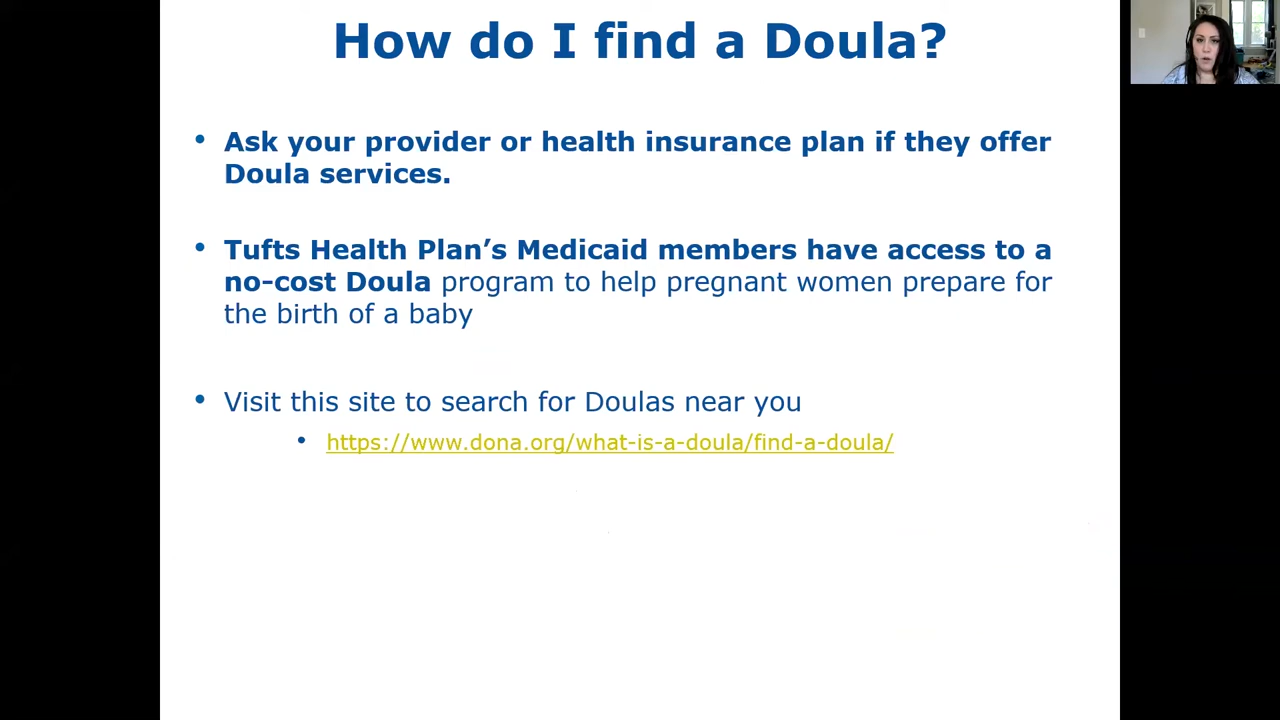 How do I find a Doula?
• Ask your provider or health insurance plan if they offer
Doula services.
• Tufts Health Plan’s Medicaid members have access to a
no-cost Doula program to help pregnant women prepare for
the birth of a baby
• Visit this site to search for Doulas near you
• https://www.dona.org/what-is-a-doula/find-a-doula/